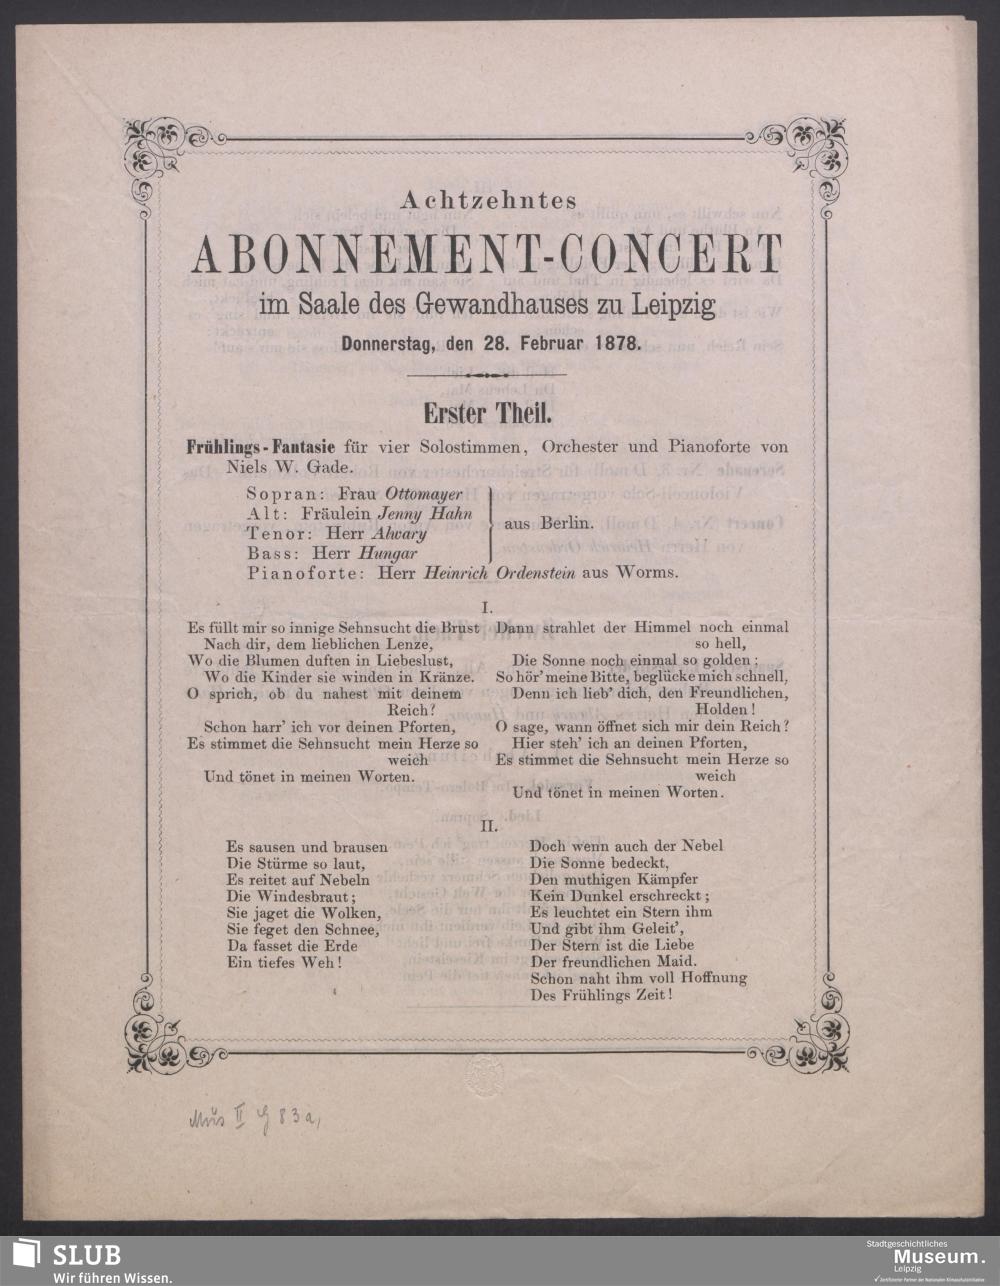 Achtzehntes
ABONNEMENT-CONCERT
im Saale des Gewandhauses zu Leipzig
Donnerstag, den 28. Februar 1878.
Erster Theil.
Frühlings-Fantasie für vier Solostimmen, Orchester und Pianoforte von
Niels W. Gade.
Sopran: Frau Ottomayer
Alt: Fräulein Jenny Hahn
Tenor: Herr Alwary
Bass: Herr Hungar
aus Berlin.
Pianoforte: Herr Heinrich Ordenstein aus Worms.
I.
Es füllt mir so innige Sehnsucht die Brust
Nach dir, dem lieblichen Lenze,
Wo die Blumen duften in Liebeslust,
Wo die Kinder sie winden in Kränze.
O sprich, ob du nahest mit deinem
Reich?
Schon harr' ich vor deinen Pforten,
Es stimmet die Sehnsucht mein Herze so
weich
Und tönet in meinen Worten.
Dann strahlet der Himmel noch einmal
so hell,
Die Sonne noch einmal so golden;
So hör' meine Bitte, beglücke mich schnell,
Denn ich lieb' dich, den Freundlichen,
Holden!
O sage, wann öffnet sich mir dein Reich?
Hier steh' ich an deinen Pforten,
Es stimmet die Sehnsucht mein Herze so
weich
Und tönet in meinen Worten.
II.
Es sausen und brausen
Die Stürme so laut,
Es reitet auf Nebeln
Die Windesbraut;
Sie jaget die Wolken,
Sie feget den Schnee,
Da fasset die Erde
Ein tiefes Weh!
Doch wenn auch der Nebel
Die Sonne bedeckt,
Den muthigen Kämpfer
Kein Dunkel erschreckt;
Es leuchtet ein Stern ihm
Und gibt ihm Geleit',
Der Stern ist die Liebe
Der freundlichen Maid.
Schon naht ihm voll Hoffnung
Des Frühlings Zeit!
Mus II G 83a,
SLUB
Wir führen Wissen.
Stadtgeschichtliches
Museum.
Leipzig